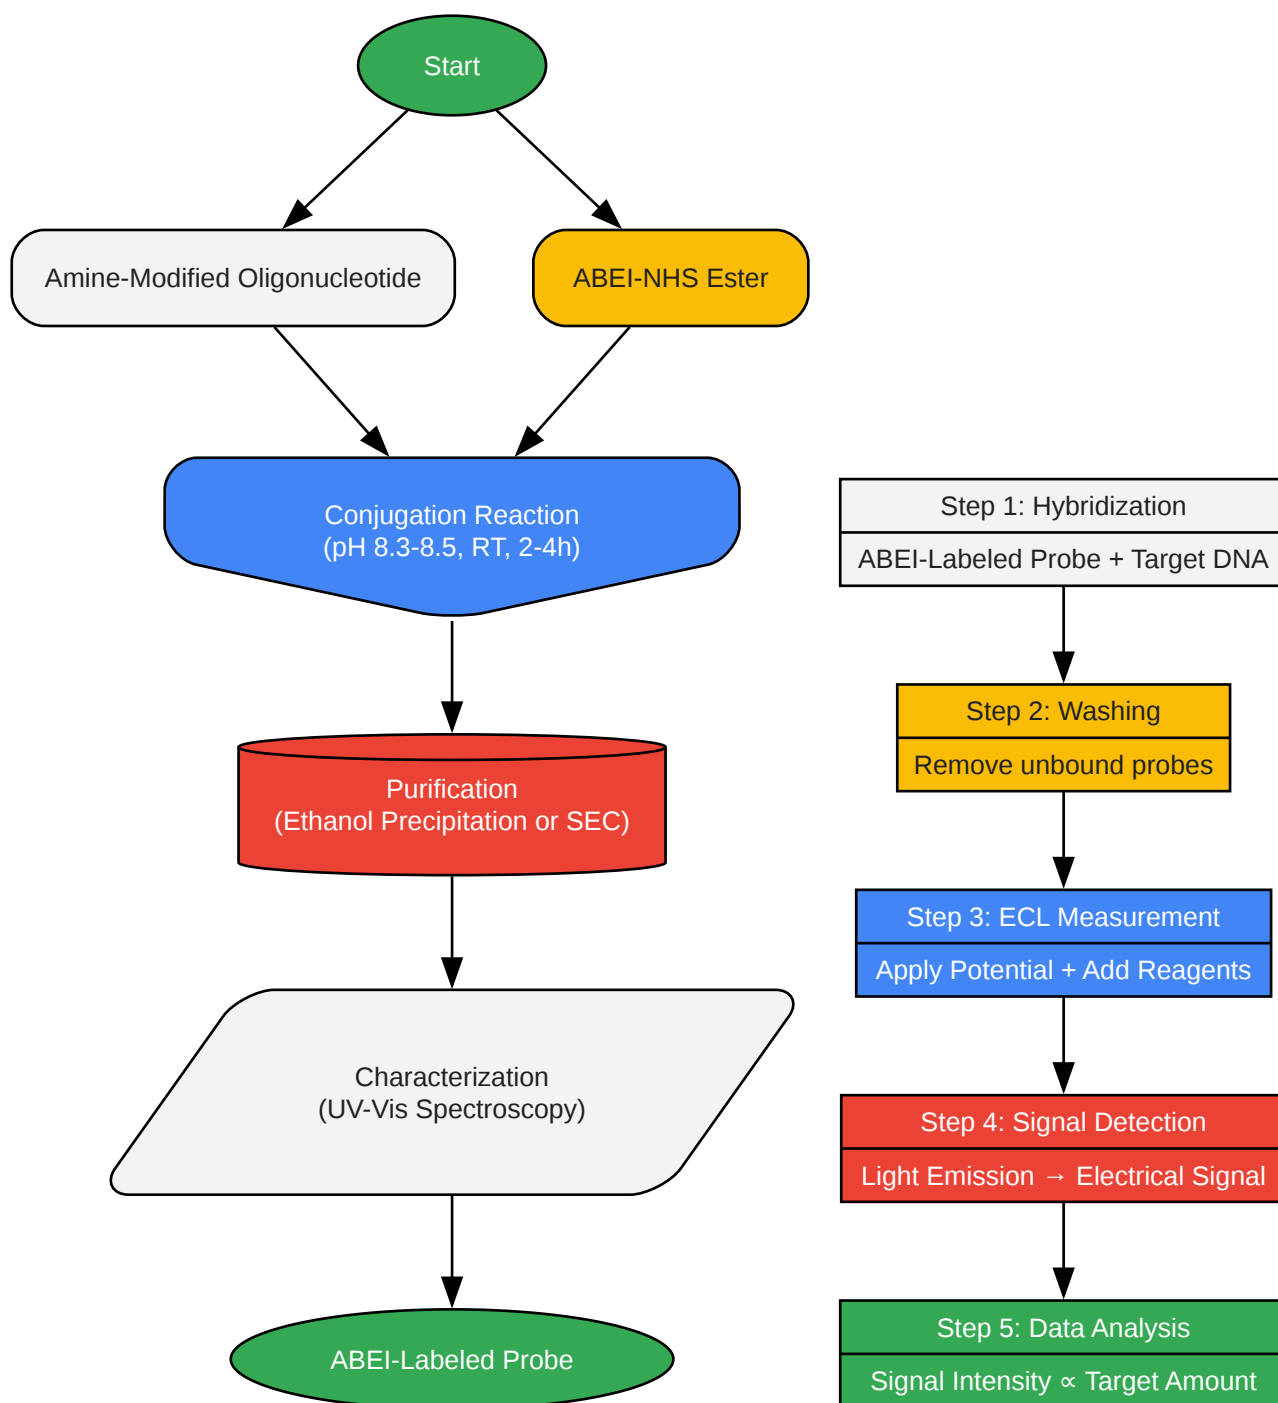 Start
Amine-Modified Oligonucleotide
ABEI-NHS Ester
Conjugation Reaction
(pH 8.3-8.5, RT, 2-4h)
Purification
(Ethanol Precipitation or SEC)
Characterization
(UV-Vis Spectroscopy)
ABEI-Labeled Probe
Step 1: Hybridization
ABEI-Labeled Probe + Target DNA
Step 2: Washing
Remove unbound probes
Step 3: ECL Measurement
Apply Potential + Add Reagents
Step 4: Signal Detection
Light Emission → Electrical Signal
Step 5: Data Analysis
Signal Intensity ∝ Target Amount